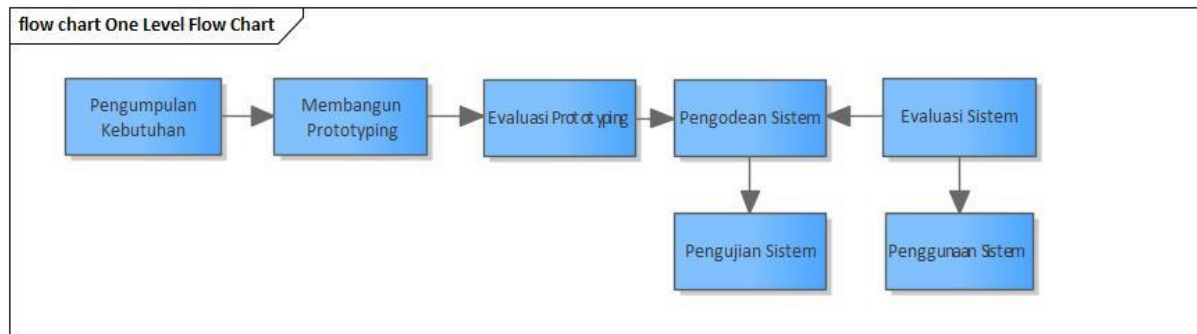 flow chart One Level Flow Chart
Pengumpulan
Kebutuhan
Membangun
Prototyping
Evaluasi Prototyping
Pengodean Sistem
Evaluasi Sistem
Pengujian Sistem
Penggunaan Sistem